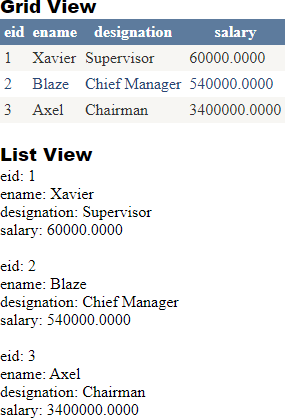 Grid View
eid ename designation salary
1 Xavier Supervisor 60000.0000
2 Blaze Chief Manager 540000.0000
3 Axel Chairman 3400000.0000
List View
eid: 1
ename: Xavier
designation: Supervisor
salary: 60000.0000
eid: 2
ename: Blaze
designation: Chief Manager
salary: 540000.0000
eid: 3
ename: Axel
designation: Chairman
salary: 3400000.0000